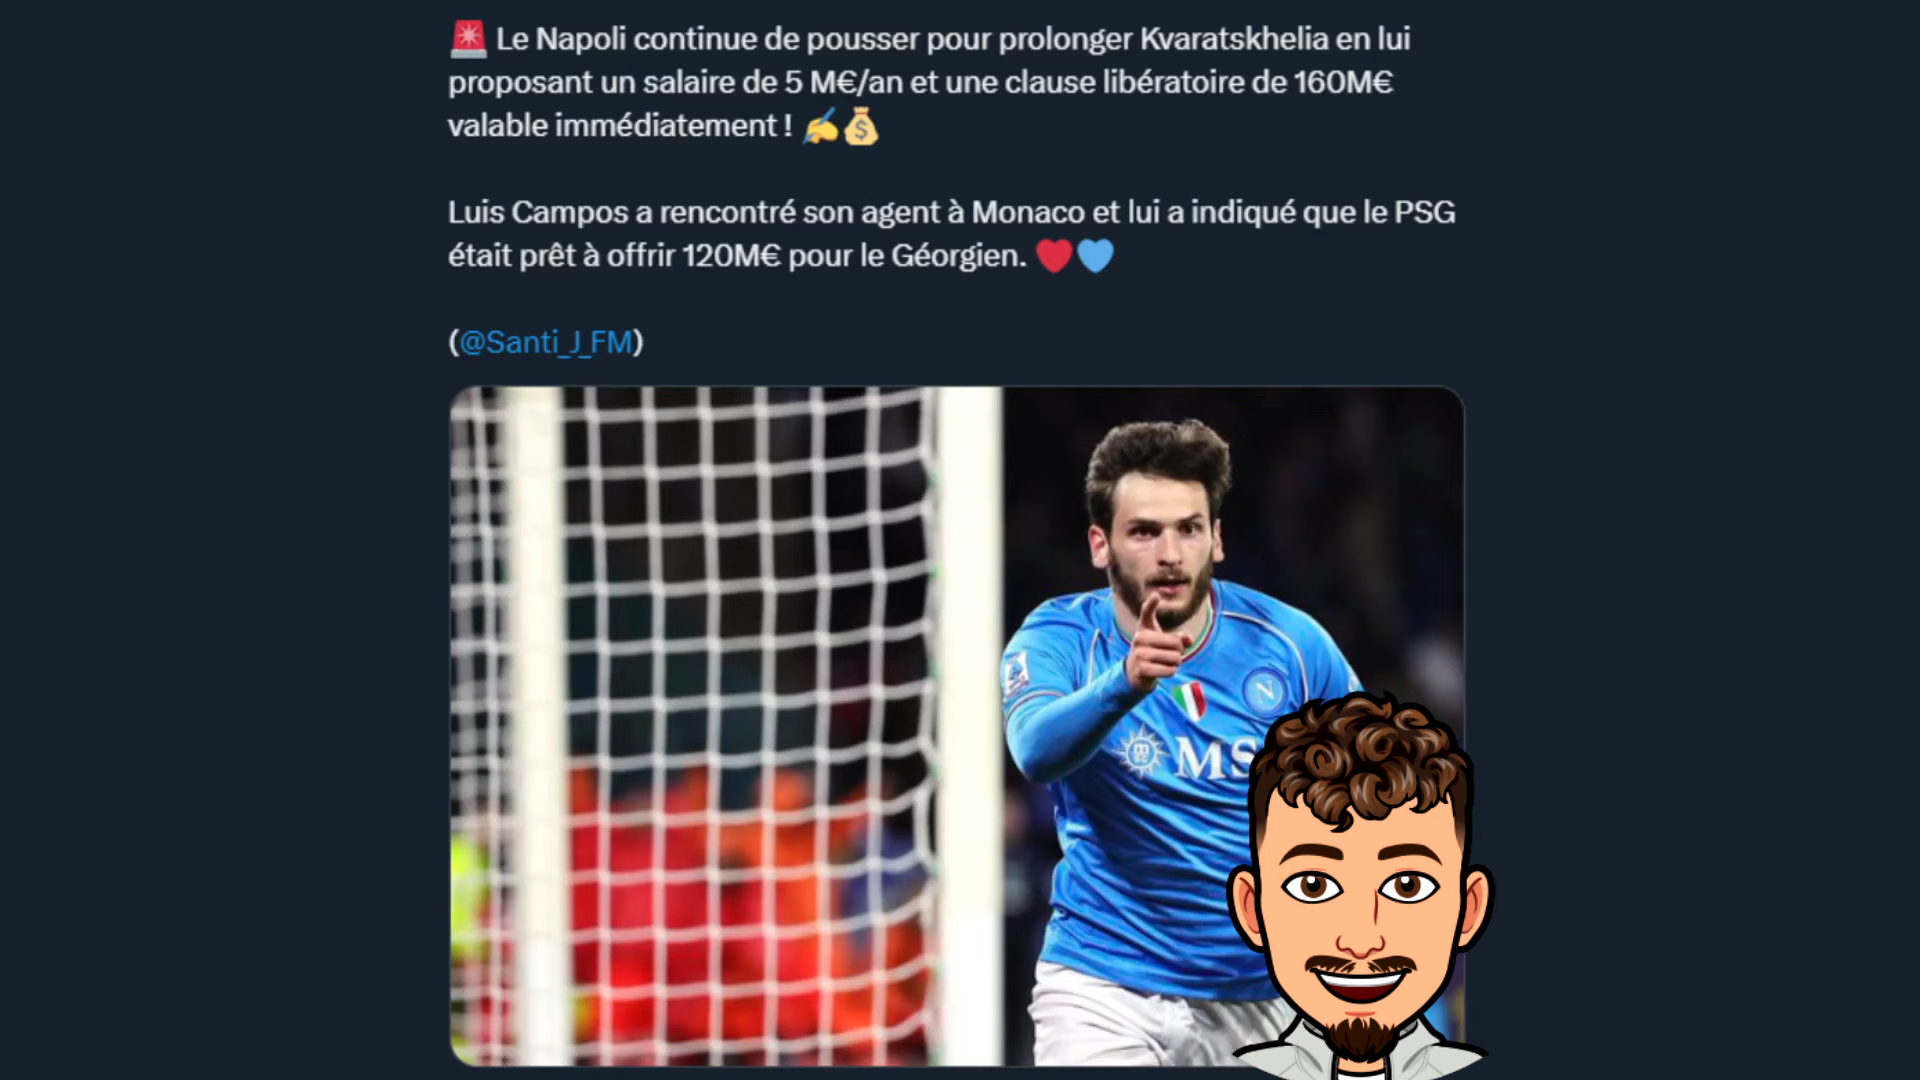 🚨 Le Napoli continue de pousser pour prolonger Kvaratskhelia en lui
proposant un salaire de 5 M€/an et une clause libératoire de 160M€
valable immédiatement ! ✍️💰
Luis Campos a rencontré son agent à Monaco et lui a indiqué que le PSG
était prêt à offrir 120M€ pour le Géorgien. ❤️🩵
(@Santi_J_FM)
N
MS